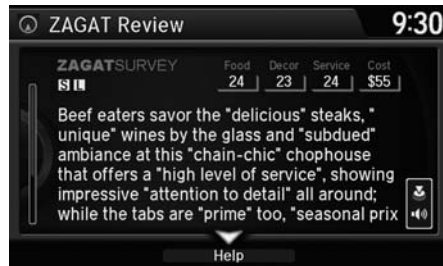 ZAGAT Review 9:30
ZAGATSURVEY Food Decor Service Cost
S L 24 23 24 $55
Beef eaters savor the "delicious" steaks, "
unique" wines by the glass and "subdued"
ambiance at this "chain-chic" chophouse
that offers a "high level of service", showing
impressive "attention to detail" all around;
while the tabs are "prime" too, "seasonal prix
Help